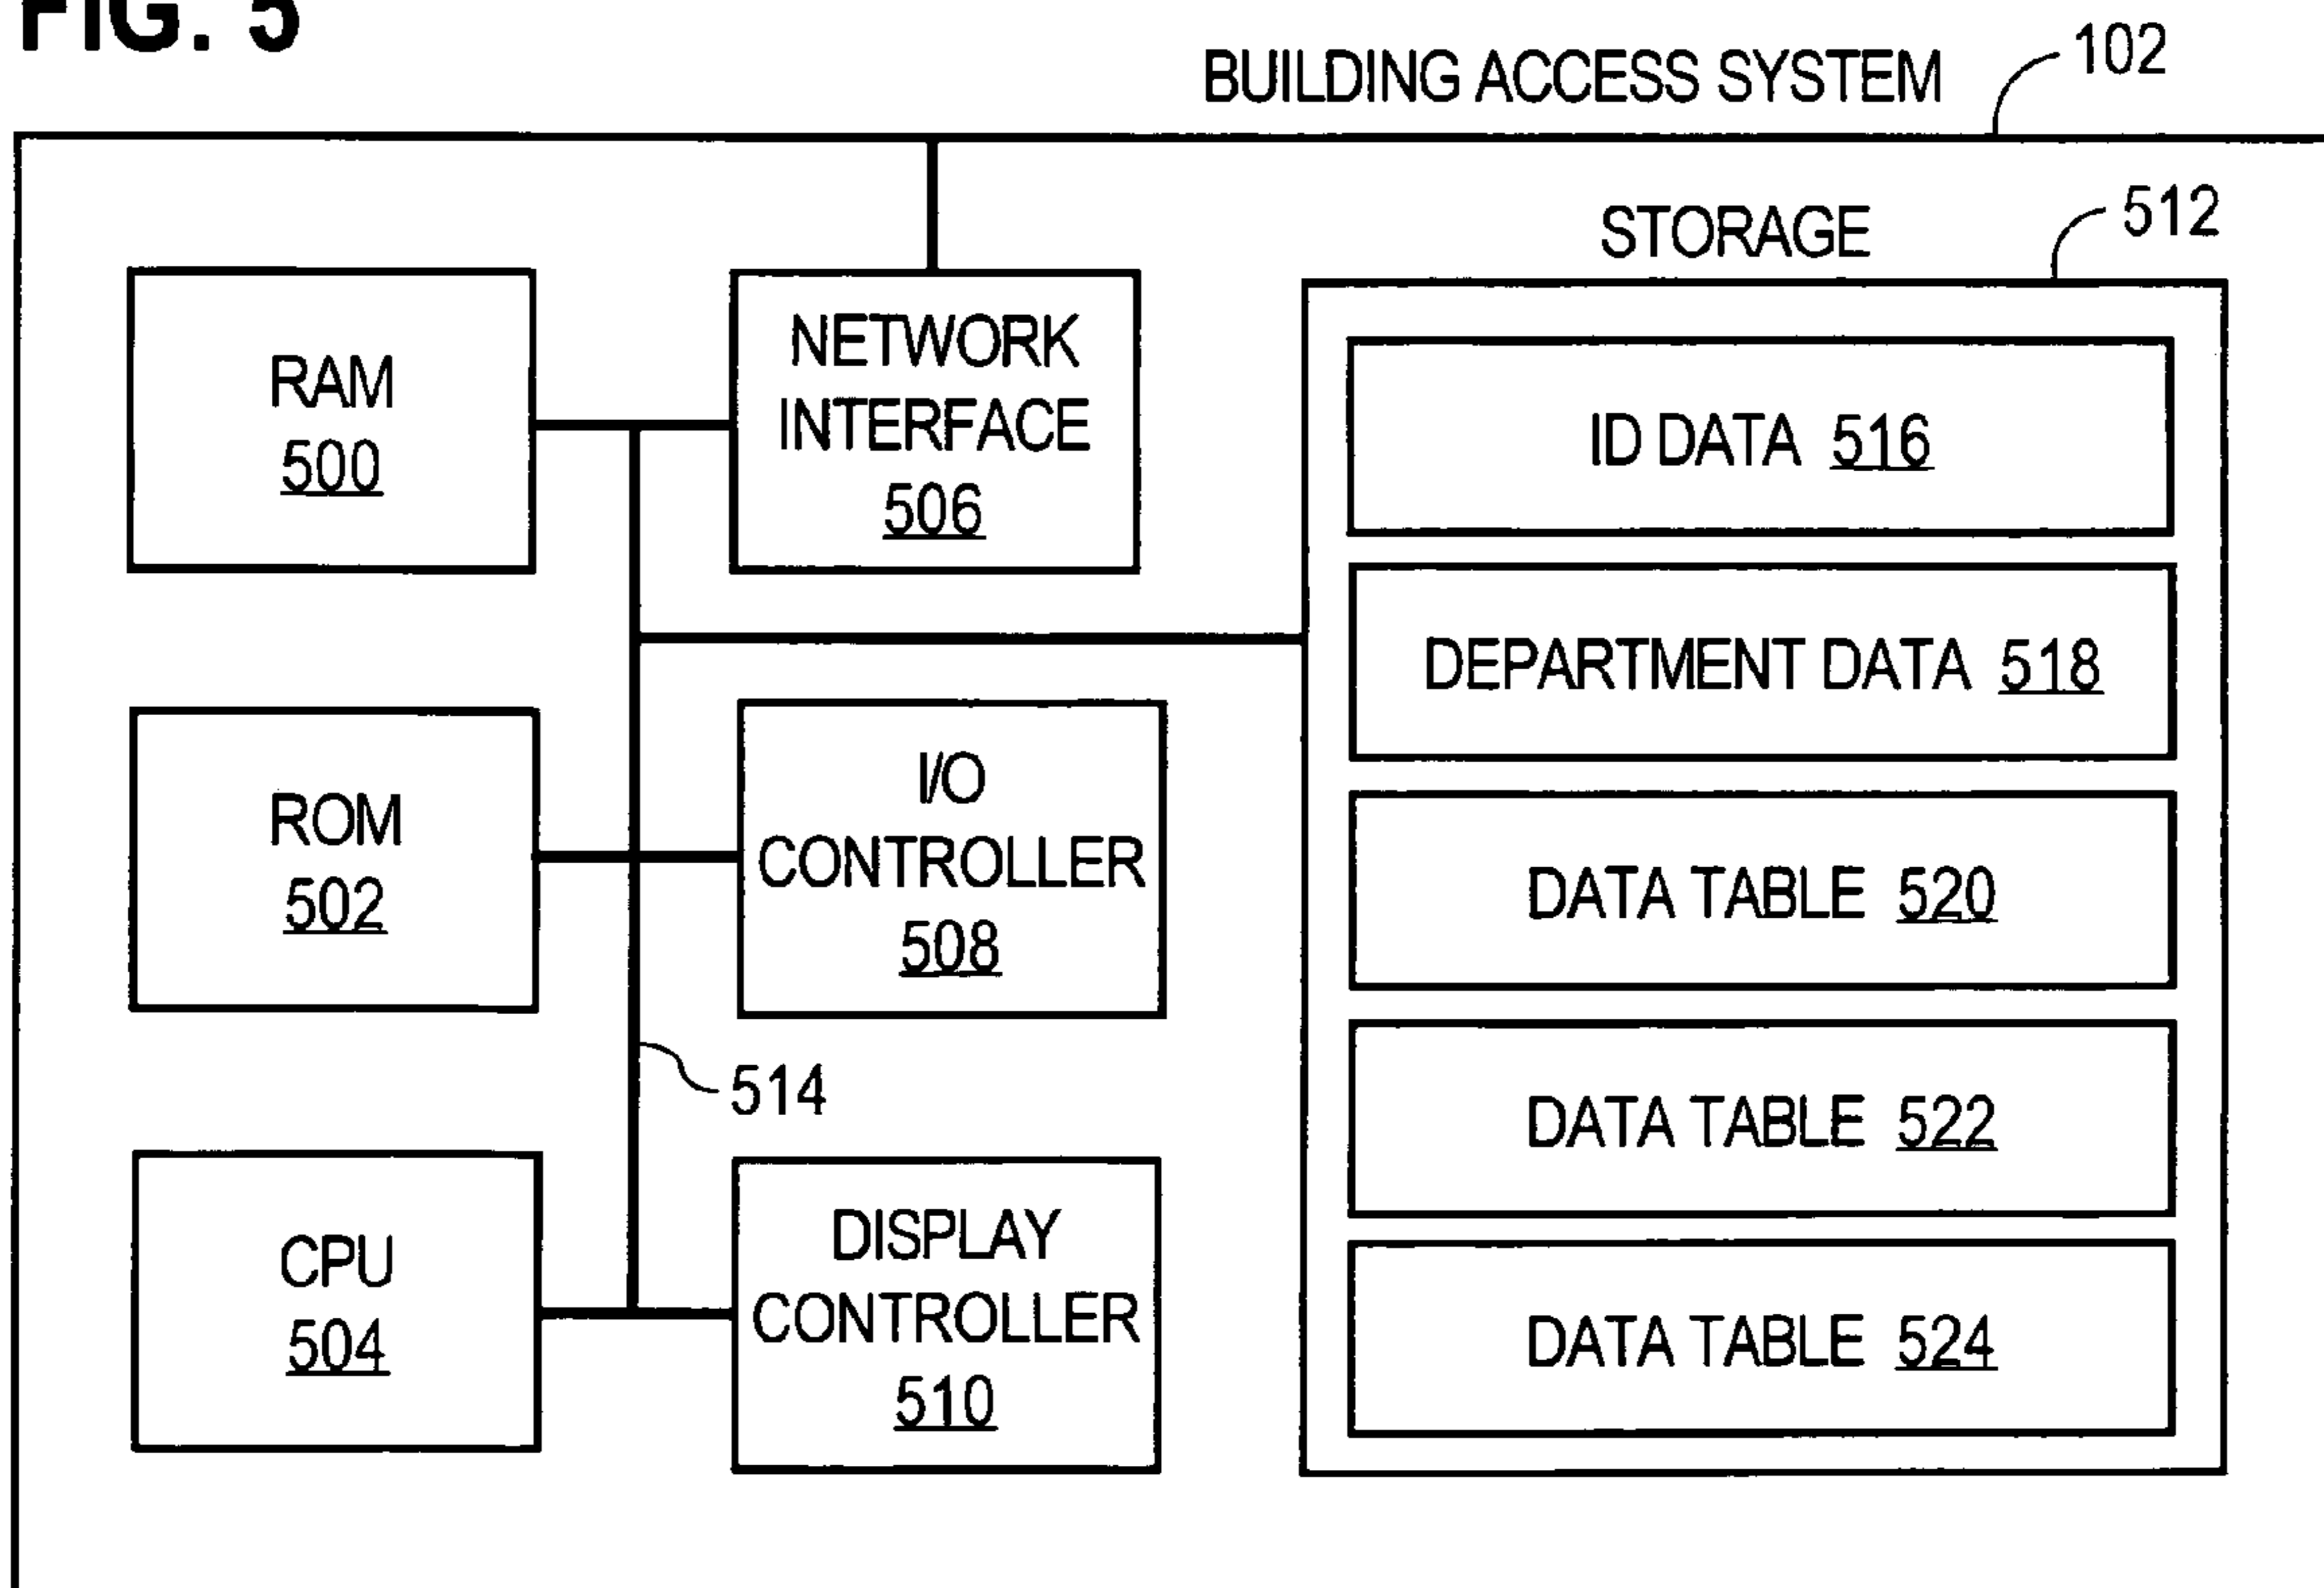 FIG. 5
BUILDING ACCESS SYSTEM
102
STORAGE
512
RAM
500
NETWORK
INTERFACE
506
ID DATA 516
DEPARTMENT DATA 518
ROM
502
I/O
CONTROLLER
508
DATA TABLE 520
514
DATA TABLE 522
CPU
504
DISPLAY
CONTROLLER
510
DATA TABLE 524